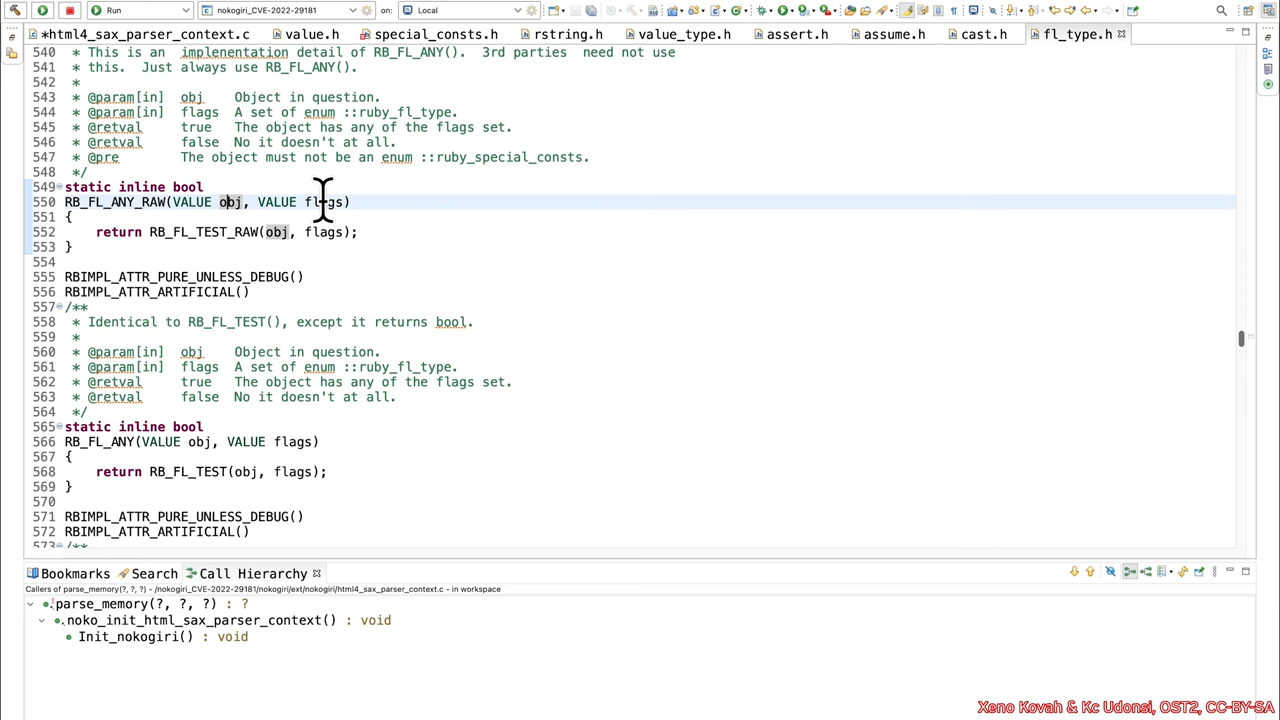 Run
nokogiri_CVE-2022-29181
on:
Local
*html4_sax_parser_context.c
value.h
special_consts.h
rstring.h
value_type.h
assert.h
assume.h
cast.h
fl_type.h
540 * This is an implenentation detail of RB_FL_ANY(). 3rd parties need not use
541 * this. Just always use RB_FL_ANY().
542 *
543 * @param[in] obj Object in question.
544 * @param[in] flags A set of enum ::ruby_fl_type.
545 * @retval true The object has any of the flags set.
546 * @retval false No it doesn't at all.
547 * @pre The object must not be an enum ::ruby_special_consts.
548 */
549 static inline bool
550 RB_FL_ANY_RAW(VALUE obj, VALUE flags)
551 {
552 return RB_FL_TEST_RAW(obj, flags);
553 }
554
555 RBIMPL_ATTR_PURE_UNLESS_DEBUG()
556 RBIMPL_ATTR_ARTIFICIAL()
557 /**
558 * Identical to RB_FL_TEST(), except it returns bool.
559 *
560 * @param[in] obj Object in question.
561 * @param[in] flags A set of enum ::ruby_fl_type.
562 * @retval true The object has any of the flags set.
563 * @retval false No it doesn't at all.
564 */
565 static inline bool
566 RB_FL_ANY(VALUE obj, VALUE flags)
567 {
568 return RB_FL_TEST(obj, flags);
569 }
570
571 RBIMPL_ATTR_PURE_UNLESS_DEBUG()
572 RBIMPL_ATTR_ARTIFICIAL()
573 /**
Bookmarks
Search
Call Hierarchy
Callers of parse_memory(?, ?, ?) - /nokogiri_CVE-2022-29181/nokogiri/ext/nokogiri/html4_sax_parser_context.c - in workspace
parse_memory(?, ?, ?) : ?
noko_init_html_sax_parser_context() : void
Init_nokogiri() : void
Xeno Kovah & Kc Udonsi, OST2, CC-BY-SA